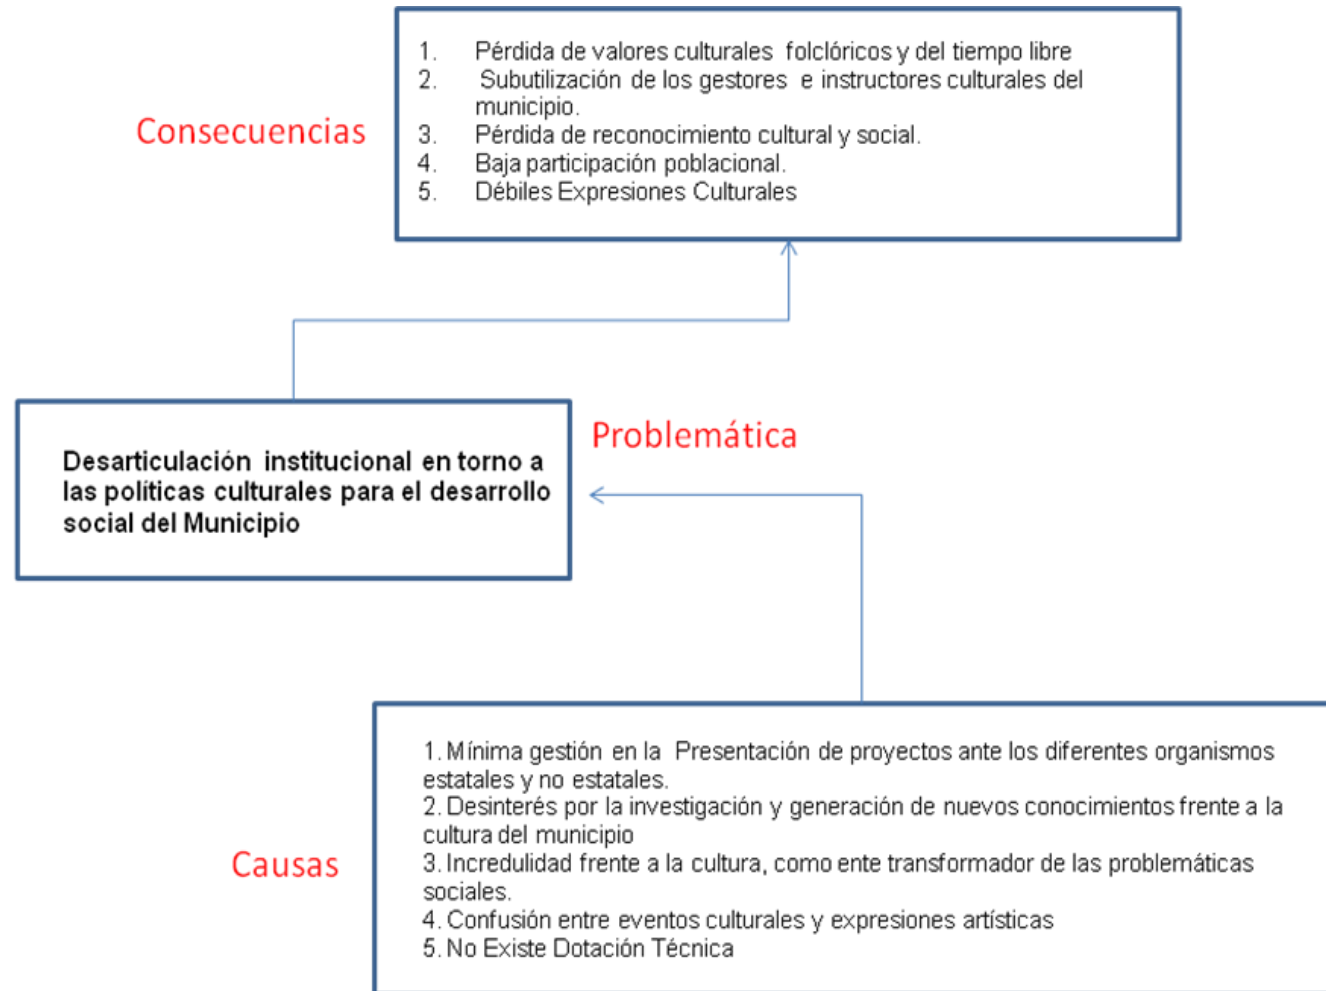 1. Pérdida de valores culturales folclóricos y del tiempo libre
2. Subutilización de los gestores e instructores culturales del
municipio.
3. Pérdida de reconocimiento cultural y social.
4. Baja participación poblacional.
5. Débiles Expresiones Culturales
Consecuencias
Problemática
Desarticulación institucional en torno a
las políticas culturales para el desarrollo
social del Municipio
1. Mínima gestión en la Presentación de proyectos ante los diferentes organismos
estatales y no estatales.
2. Desinterés por la investigación y generación de nuevos conocimientos frente a la
cultura del municipio
3. Incredulidad frente a la cultura, como ente transformador de las problemáticas
sociales.
4. Confusión entre eventos culturales y expresiones artísticas
5. No Existe Dotación Técnica
Causas